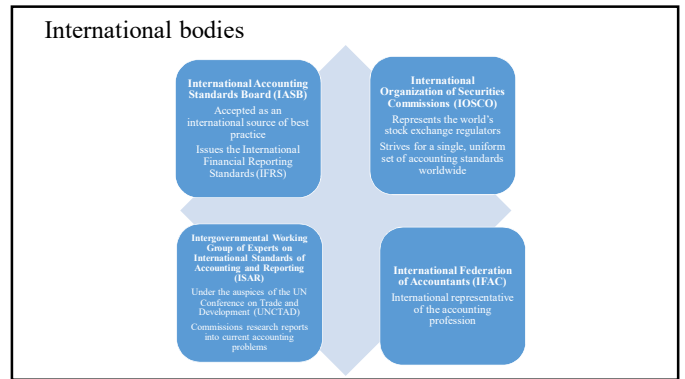 International bodies
International Accounting
Standards Board (IASB)
Accepted as an
international source of best
practice
Issues the International
Financial Reporting
Standards (IFRS)
International
Organization of Securities
Commissions (IOSCO)
Represents the world's
stock exchange regulators
Strives for a single, uniform
set of accounting standards
worldwide
Intergovernmental Working
Group of Experts on
International Standards of
Accounting and Reporting
(ISAR)
Under the auspices of the UN
Conference on Trade and
Development (UNCTAD)
Commissions research reports
into current accounting
problems
International Federation
of Accountants (IFAC)
International representative
of the accounting
profession